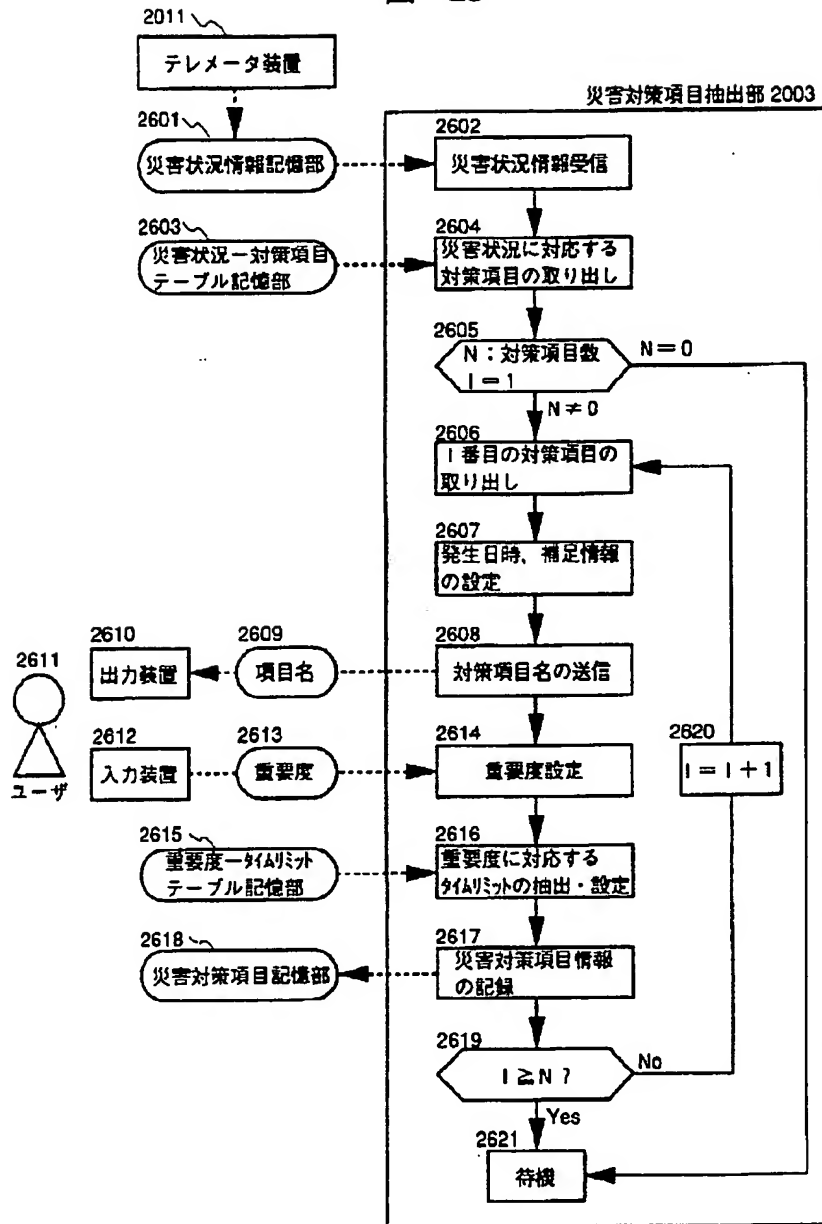 2011
テレメータ装置
災害対策項目抽出部 2003
2601
災害状況情報記憶部
2602
災害状況情報受信
2603
災害状況ー対策項目
テーブル記憶部
2604
災害状況に対応する
対策項目の取り出し
2605
N：対策項目数
I＝1
N＝0
N≠0
2606
I番目の対策項目の
取り出し
2607
発生日時、補足情報
の設定
2608
対策項目名の送信
2609
項目名
2610
出力装置
2611
ユーザ
2612
入力装置
2613
重要度
2614
重要度設定
2620
I＝I＋1
2615
重要度ータイムリミット
テーブル記憶部
2616
重要度に対応する
タイムリミットの抽出・設定
2618
災害対策項目記憶部
2617
災害対策項目情報
の記録
2619
I≧N？
No
Yes
2621
待機